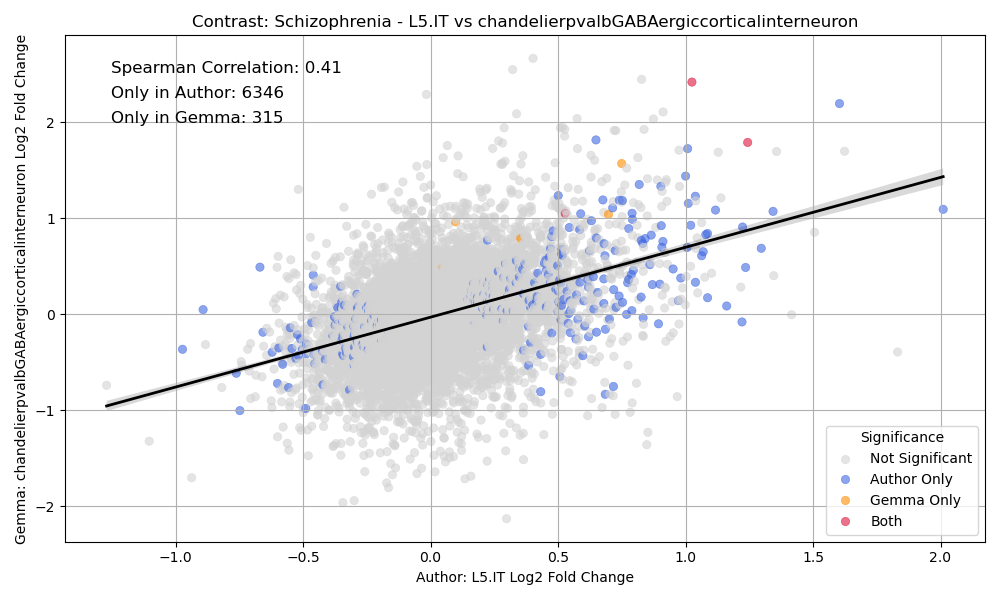 Contrast: Schizophrenia - L5.IT vs chandelierpvalbGABAergiccorticalinterneuron
Spearman Correlation: 0.41
Only in Author: 6346
Only in Gemma: 315
Gemma: chandelierpvalbGABAergiccorticalinterneuron Log2 Fold Change
2
1
0
−1
−2
Significance
Not Significant
Author Only
Gemma Only
Both
−1.0 −0.5 0.0 0.5 1.0 1.5 2.0
Author: L5.IT Log2 Fold Change